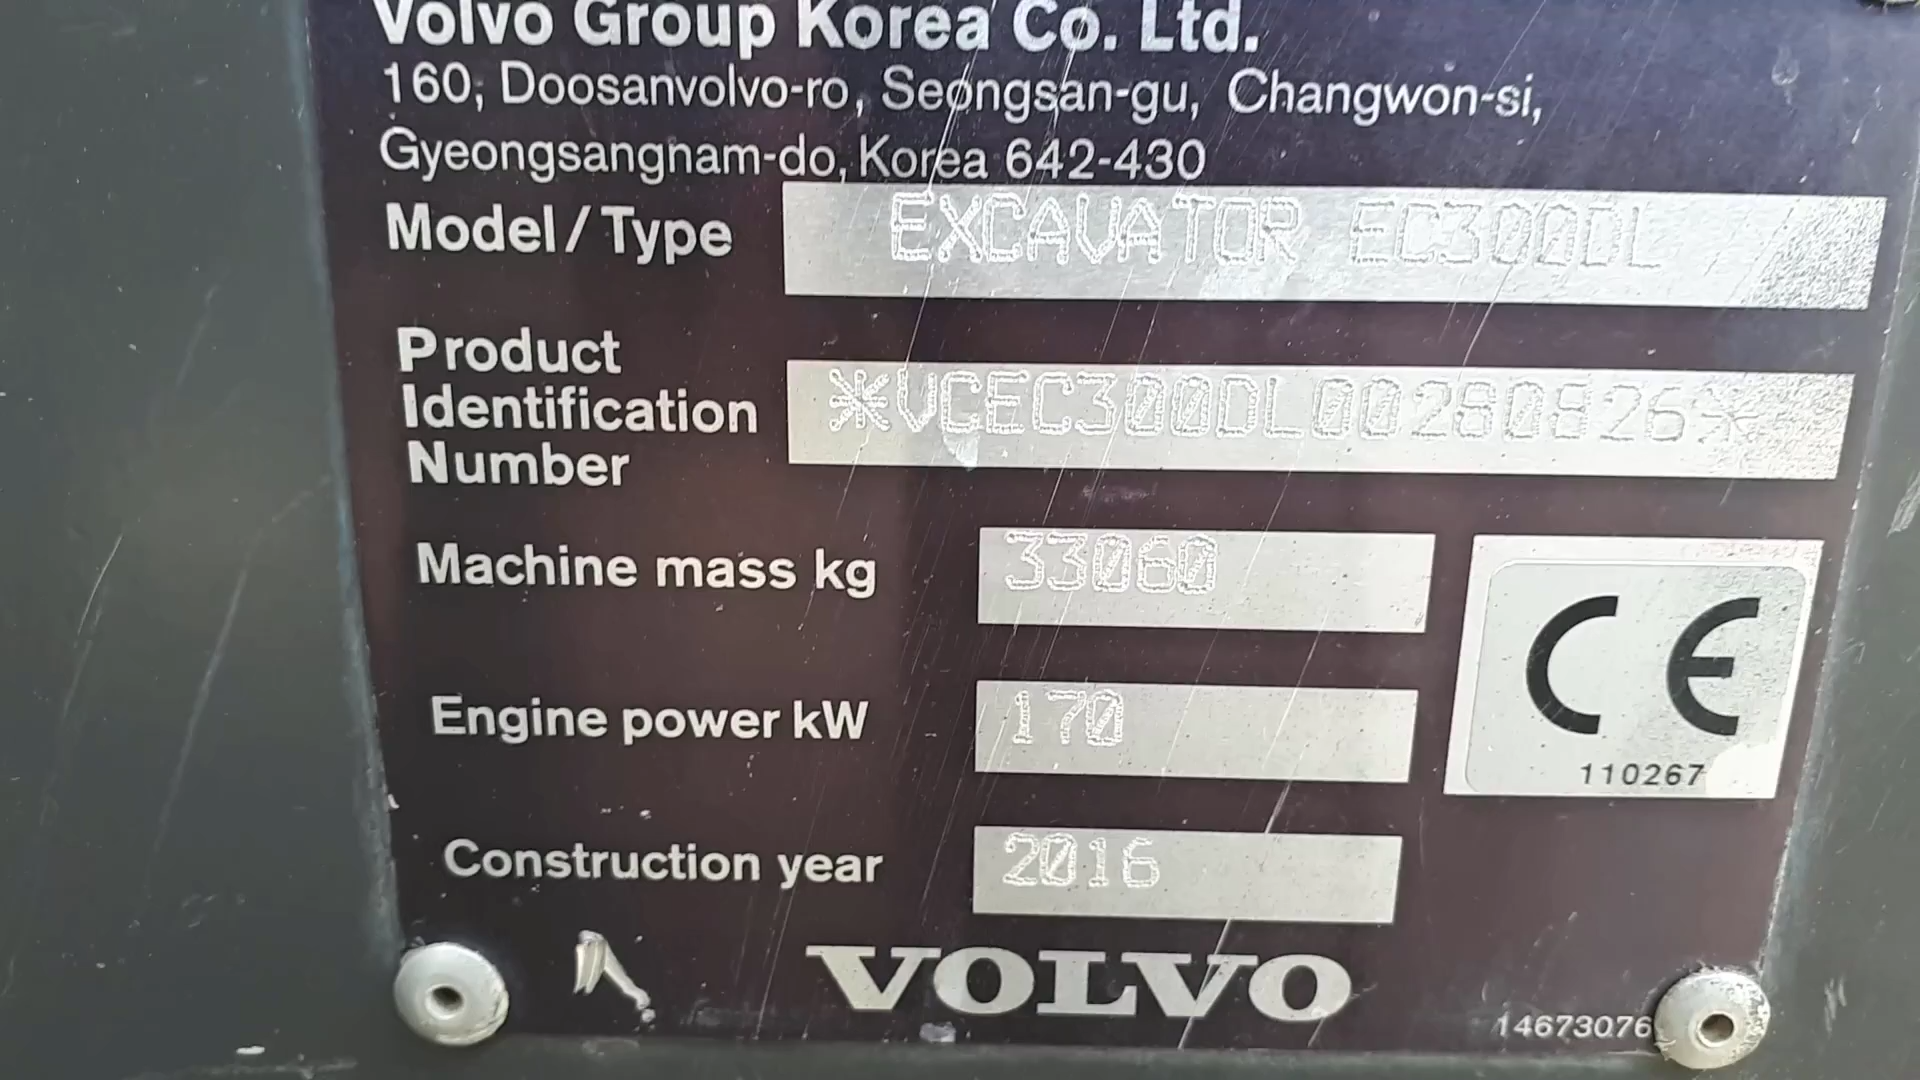 Volvo Group Korea Co. Ltd.
160, Doosanvolvo-ro, Seongsan-gu, Changwon-si,
Gyeongsangnam-do, Korea 642-430
Model/Type EXCAVATOR EC300DL
Product
Identification
Number
*VCEC300DL00280826*
Machine mass kg 33060
Engine power kW 170
CE
110267
Construction year 2016
VOLVO
14673076